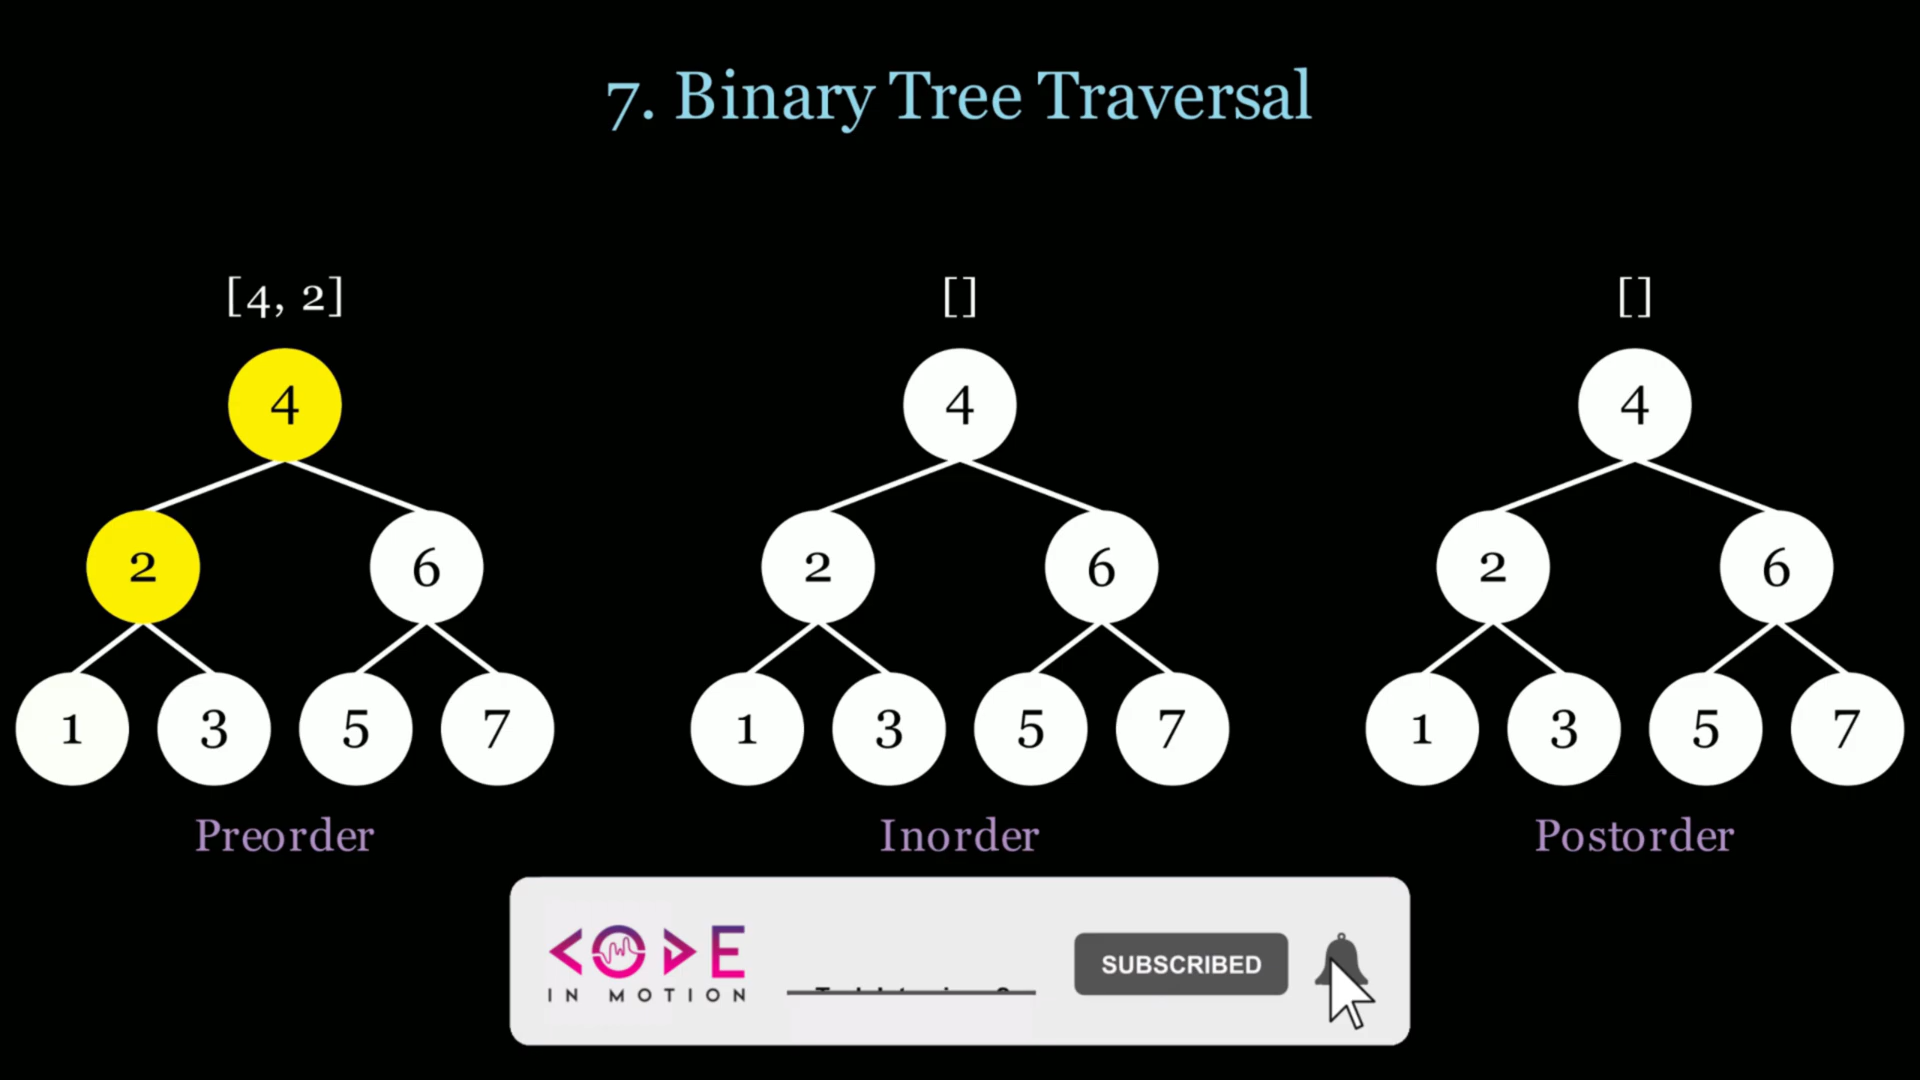 7. Binary Tree Traversal
[4, 2] [] []
4 4 4
2 6 2 6 2 6
1 3 5 7 1 3 5 7 1 3 5 7
Preorder Inorder Postorder
CODE
IN MOTION
SUBSCRIBED